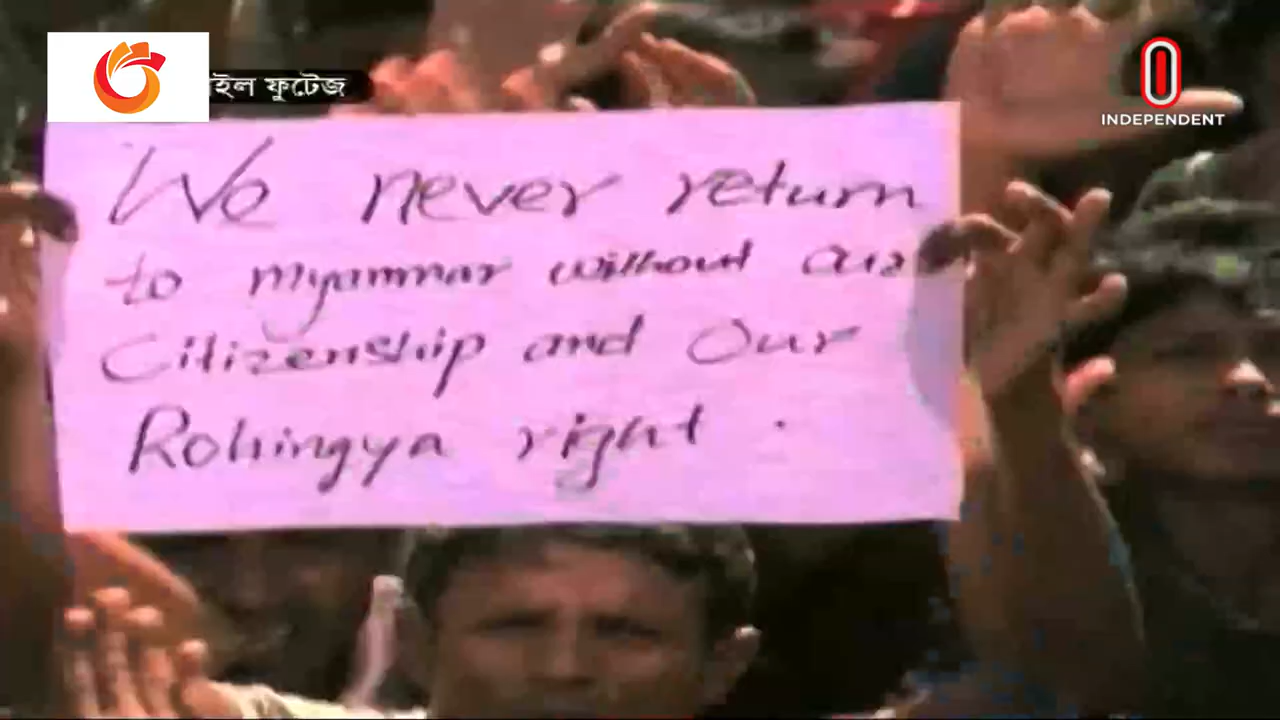 ইল ফুটেজ
INDEPENDENT
We never return
to myanmar without our
Citizenship and Our
Rohingya right.